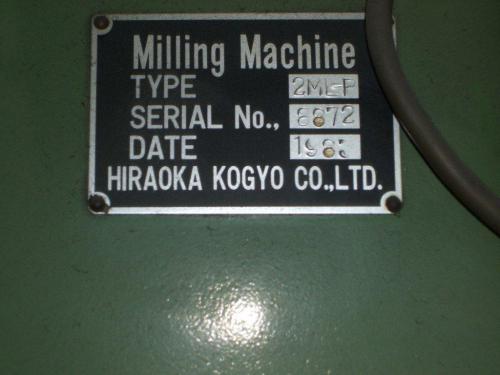 Milling Machine
TYPE
SERIAL No., 8872
DATE
HIRAOKA KOGYO CO.,LTD.